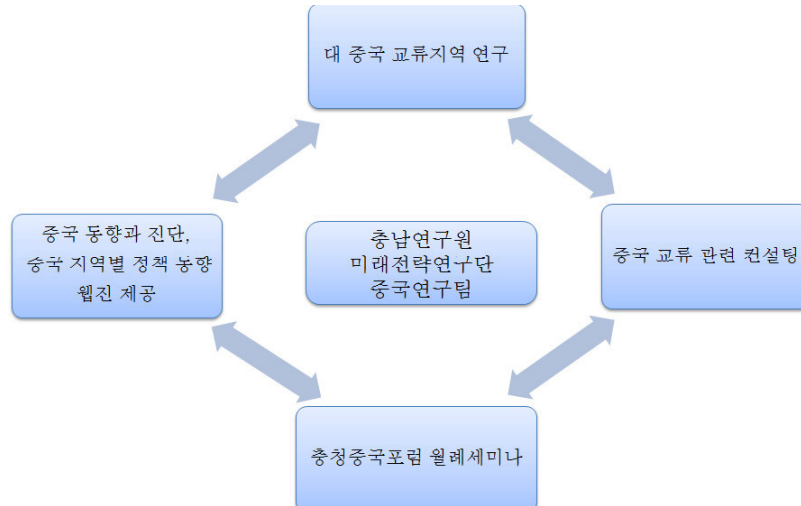 대 중국 교류지역 연구
중국 동향과 진단,
중국 지역별 정책 동향
웹진 제공
충남연구원
미래전략연구단
중국연구팀
중국 교류 관련 컨설팅
충청중국포럼 월례세미나